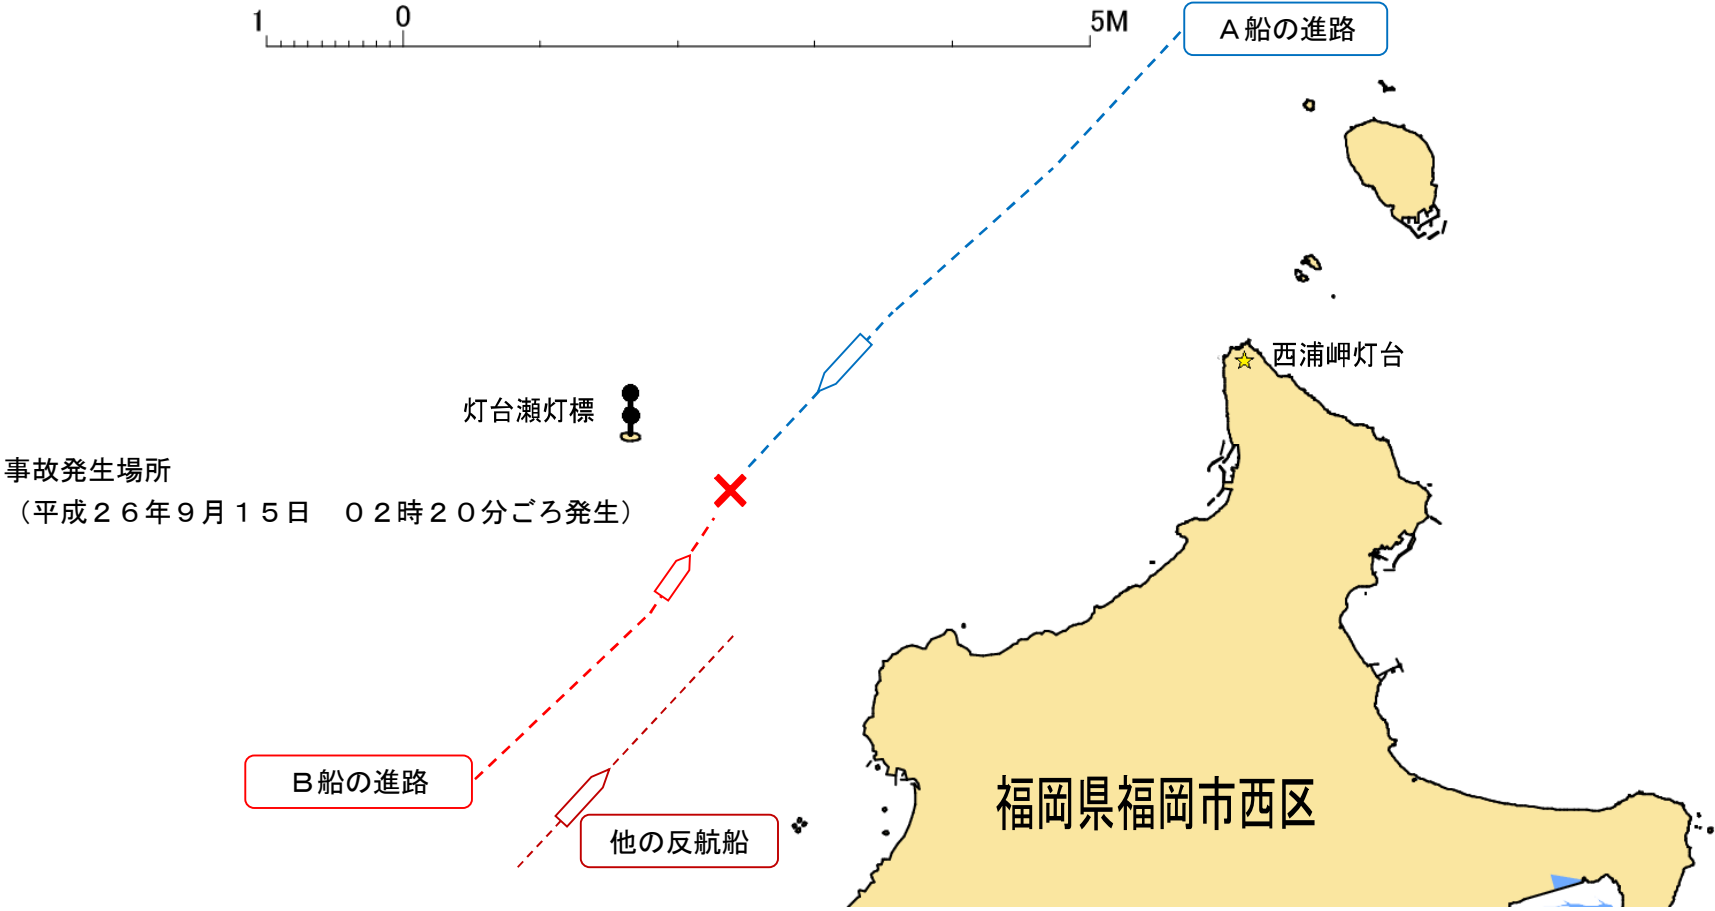 1 0 5M
Ａ船の進路
西浦岬灯台
灯台瀬灯標
事故発生場所
（平成２６年９月１５日　０２時２０分ごろ発生）
Ｂ船の進路
他の反航船
福岡県福岡市西区